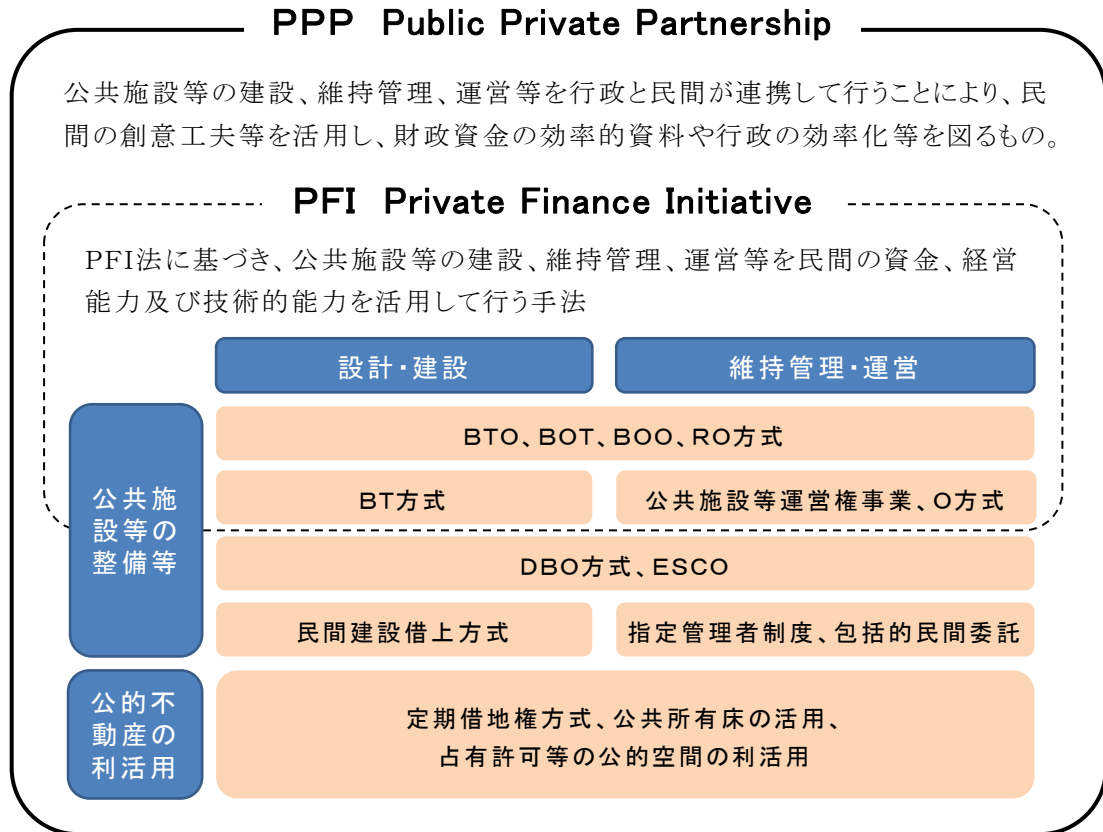 PPP Public Private Partnership
公共施設等の建設、維持管理、運営等を行政と民間が連携して行うことにより、民
間の創意工夫等を活用し、財政資金の効率的資料や行政の効率化等を図るもの。
PFI Private Finance Initiative
PFI法に基づき、公共施設等の建設、維持管理、運営等を民間の資金、経営
能力及び技術的能力を活用して行う手法
設計・建設
維持管理・運営
公共施
設等の
整備等
BTO、BOT、BOO、RO方式
BT方式
公共施設等運営権事業、O方式
DBO方式、ESCO
民間建設借上方式
指定管理者制度、包括的民間委託
公的不
動産の
利活用
定期借地権方式、公共所有床の活用、
占有許可等の公的空間の利活用